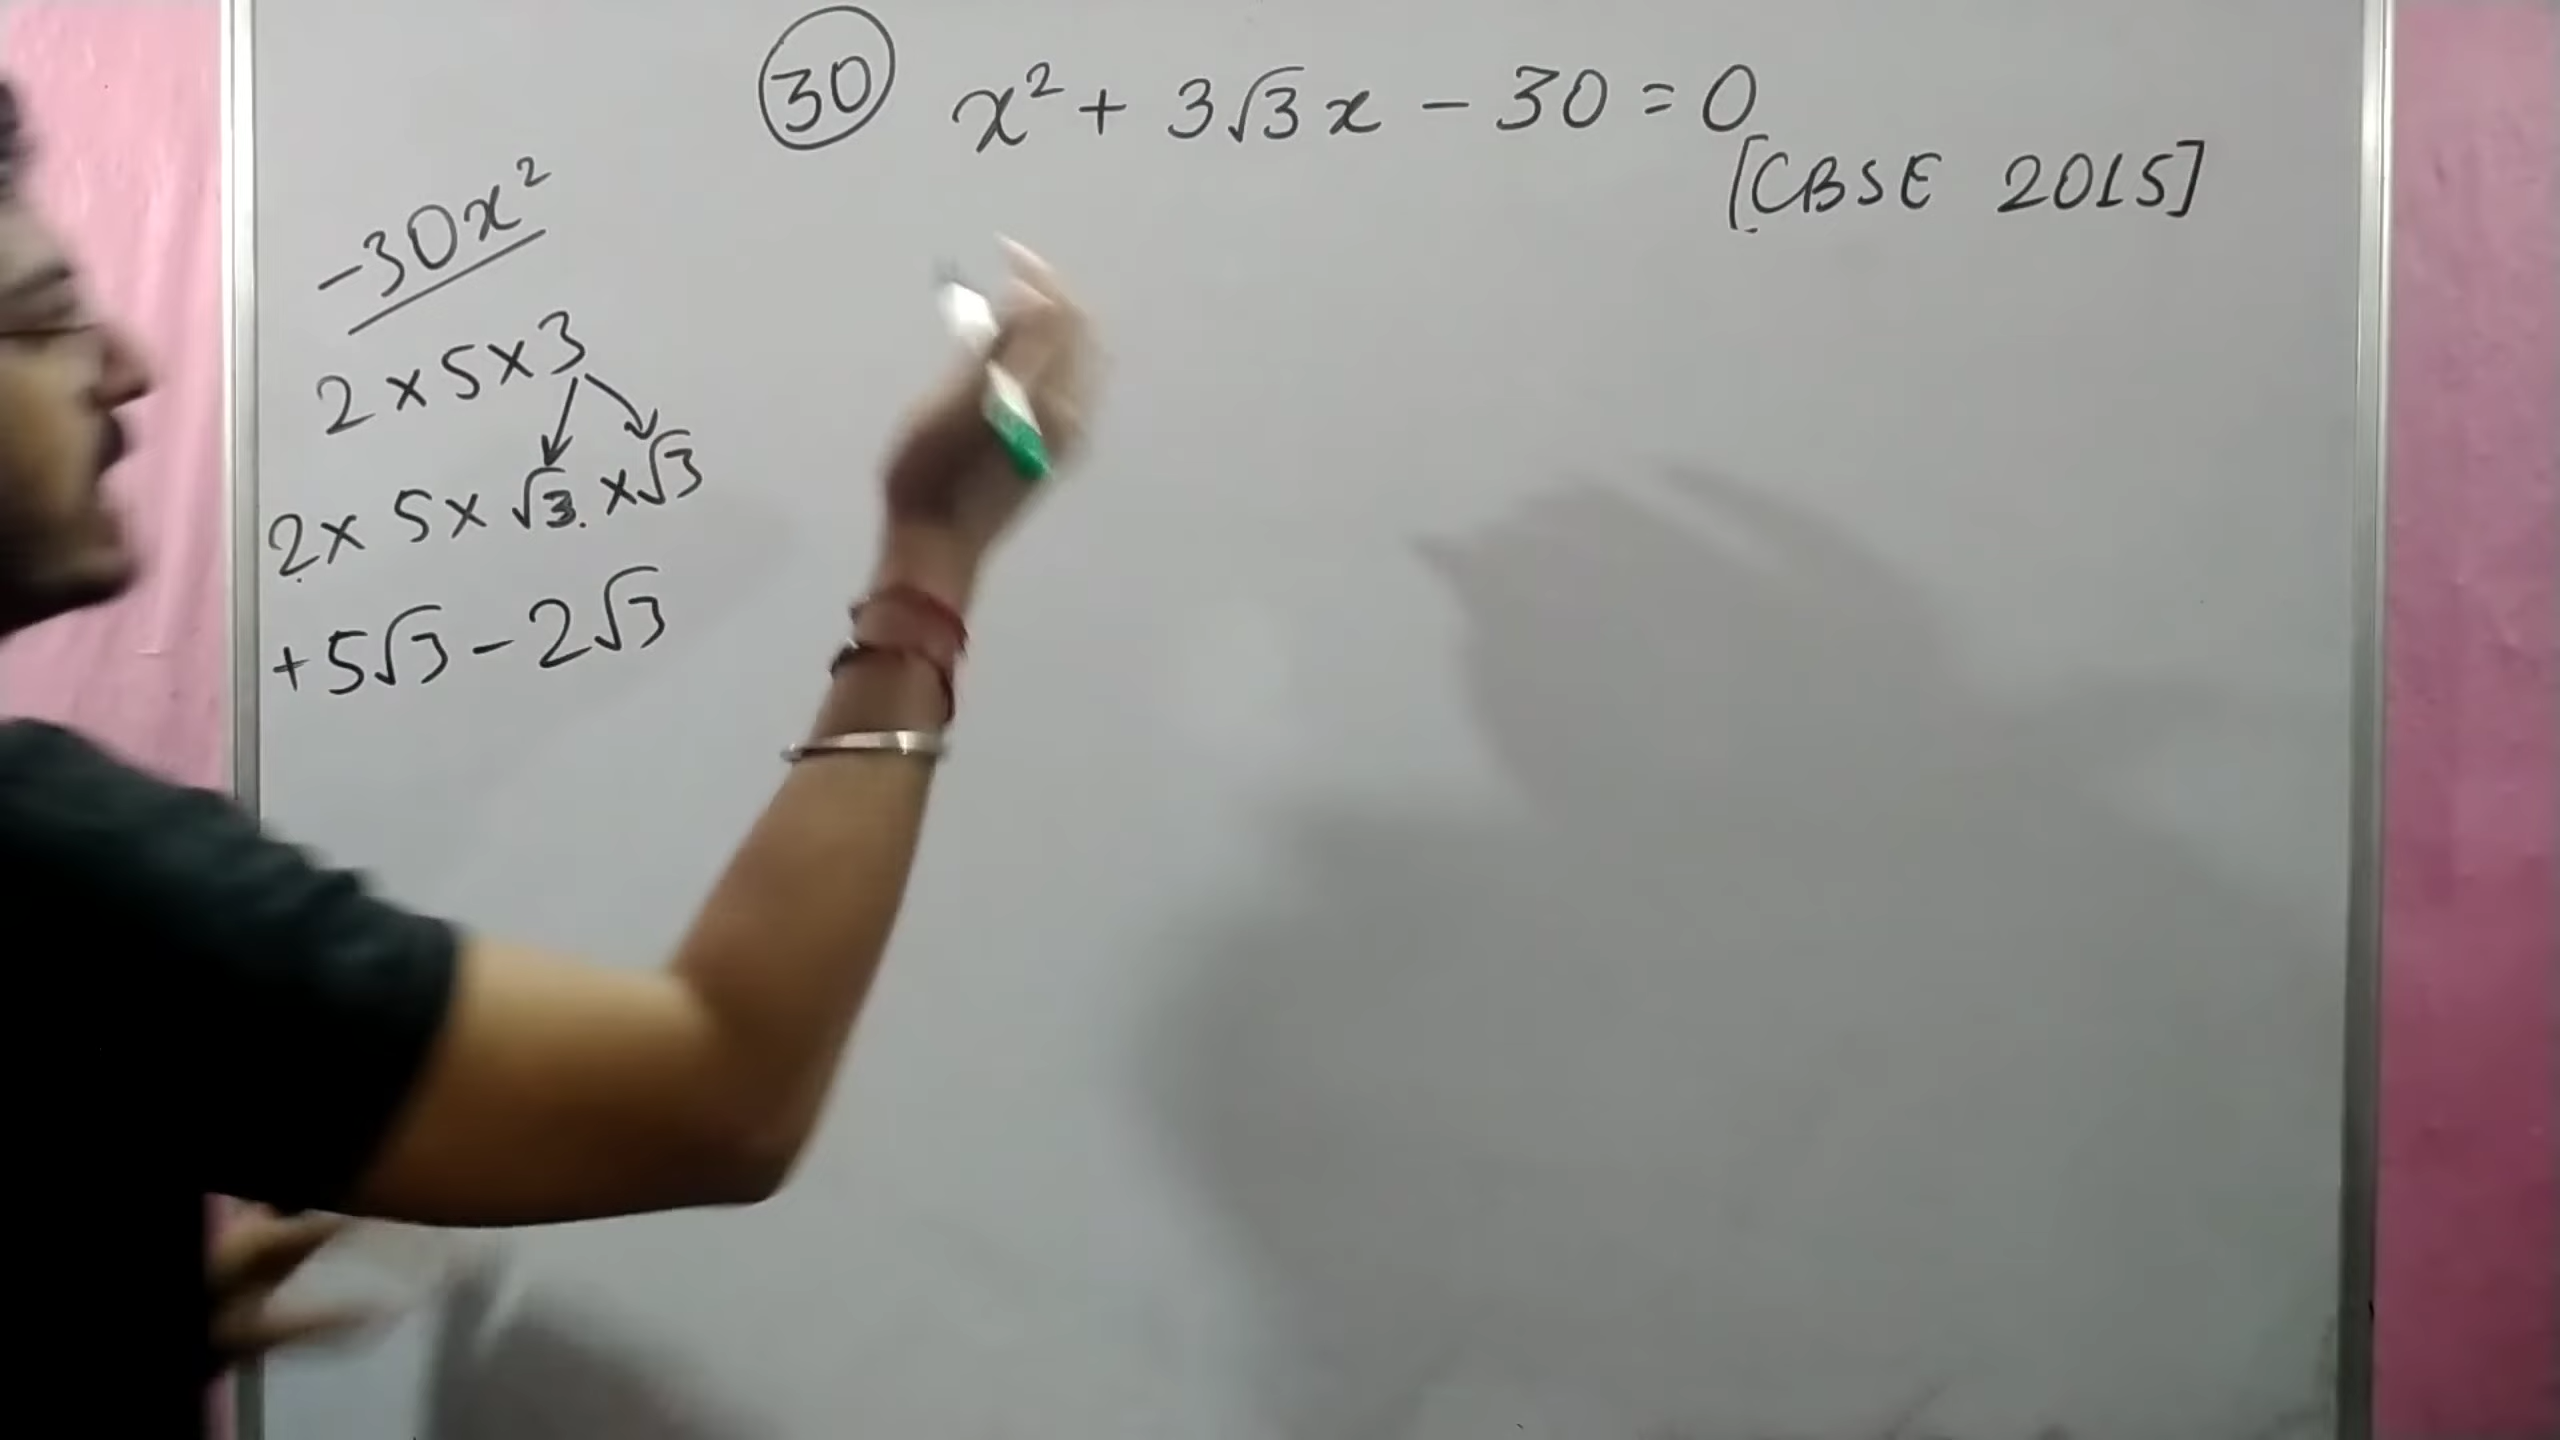 30 x² + 3√3x - 30 = 0
[CBSE 2015]
-30x²
2 × 5 × 3
2 × 5 × √3 × √3
+5√3 - 2√3